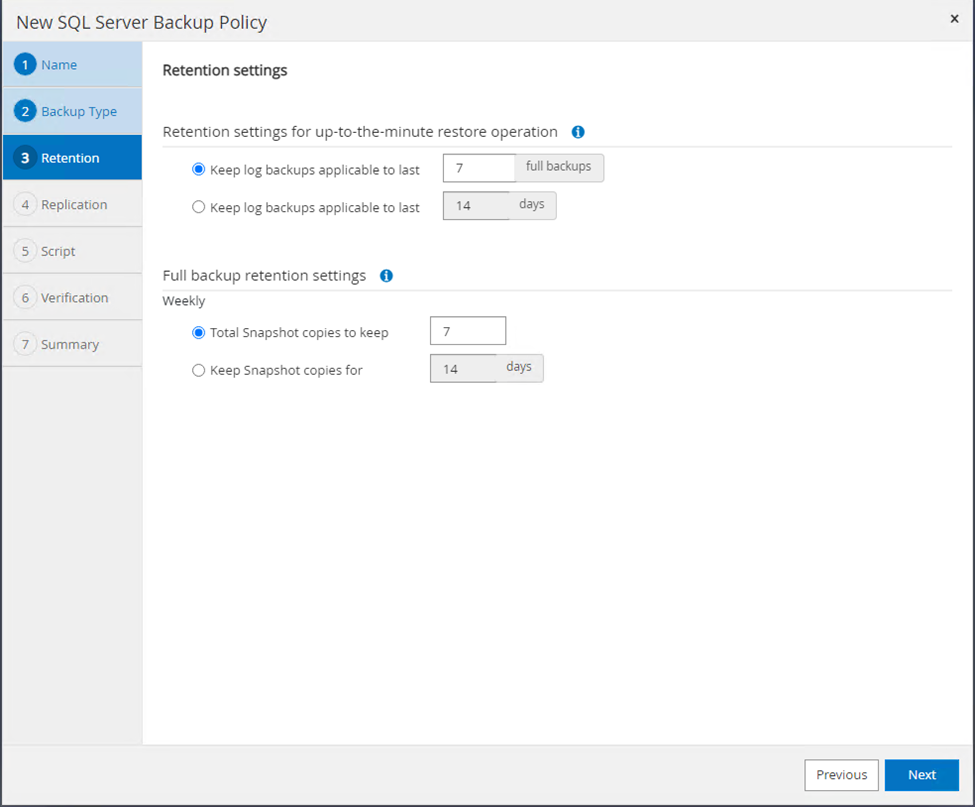 New SQL Server Backup Policy
×
1 Name
2 Backup Type
3 Retention
4 Replication
5 Script
6 Verification
7 Summary
Retention settings
Retention settings for up-to-the-minute restore operation i
Keep log backups applicable to last 7 full backups
Keep log backups applicable to last 14 days
Full backup retention settings i
Weekly
Total Snapshot copies to keep 7
Keep Snapshot copies for 14 days
Previous Next